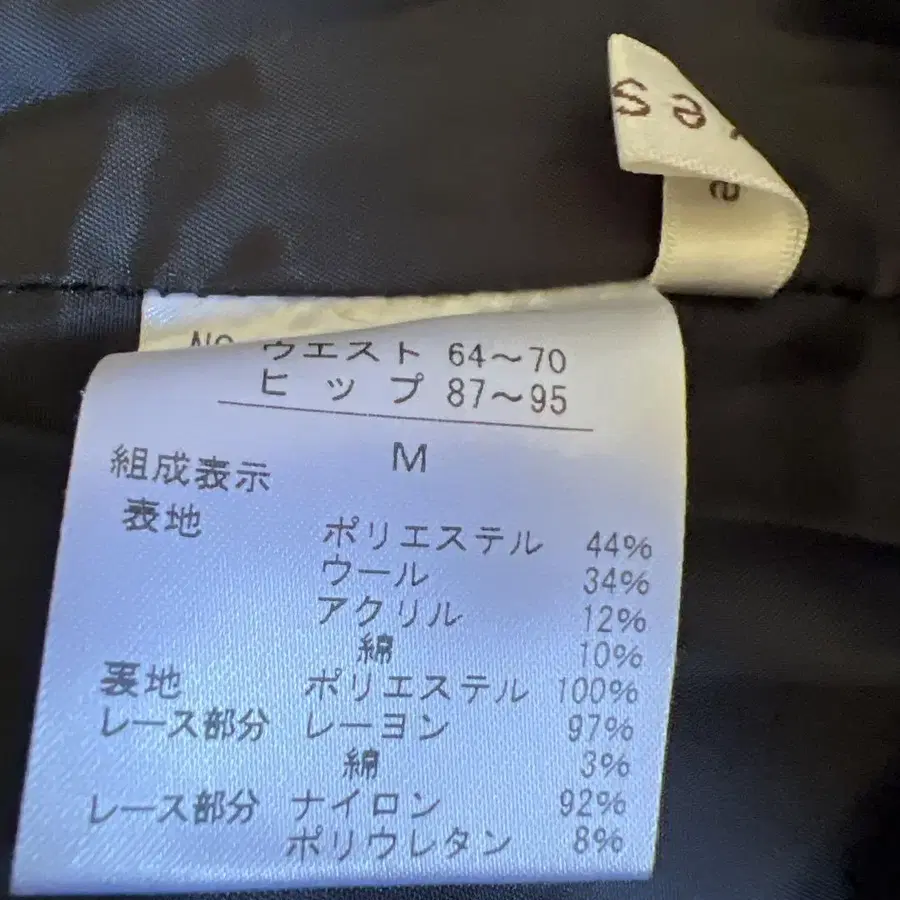 ウエスト 64〜70
ヒップ 87〜95
M
組成表示
表地 ポリエステル 44%
ウール 34%
アクリル 12%
綿 10%
表地 ポリエステル 100%
レース部分 レーヨン 97%
綿 3%
レース部分 ナイロン 92%
ポリウレタン 8%